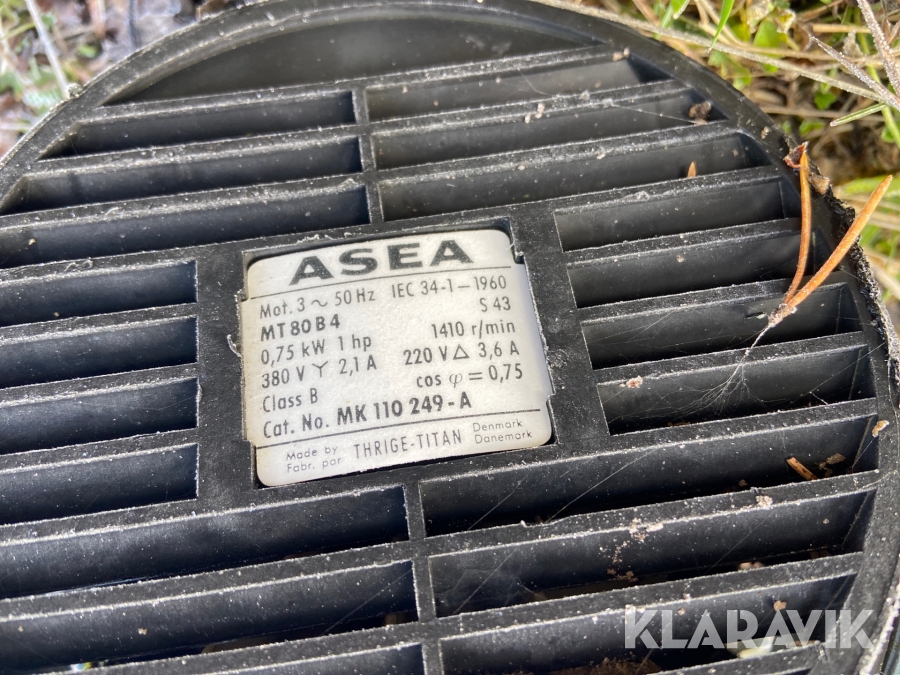 ASEA
Mot. 3 ~ 50 Hz IEC 34-1-1960
MT 80 B 4 S 43
0,75 kW 1 hp 1410 r/min
380 V Y 2,1 A 220 V Δ 3,6 A
Class B cos φ = 0,75
Cat. No. MK 110 249-A
Made by THRIGE-TITAN Denmark
Fabr. par Danemark
KLARAVIK